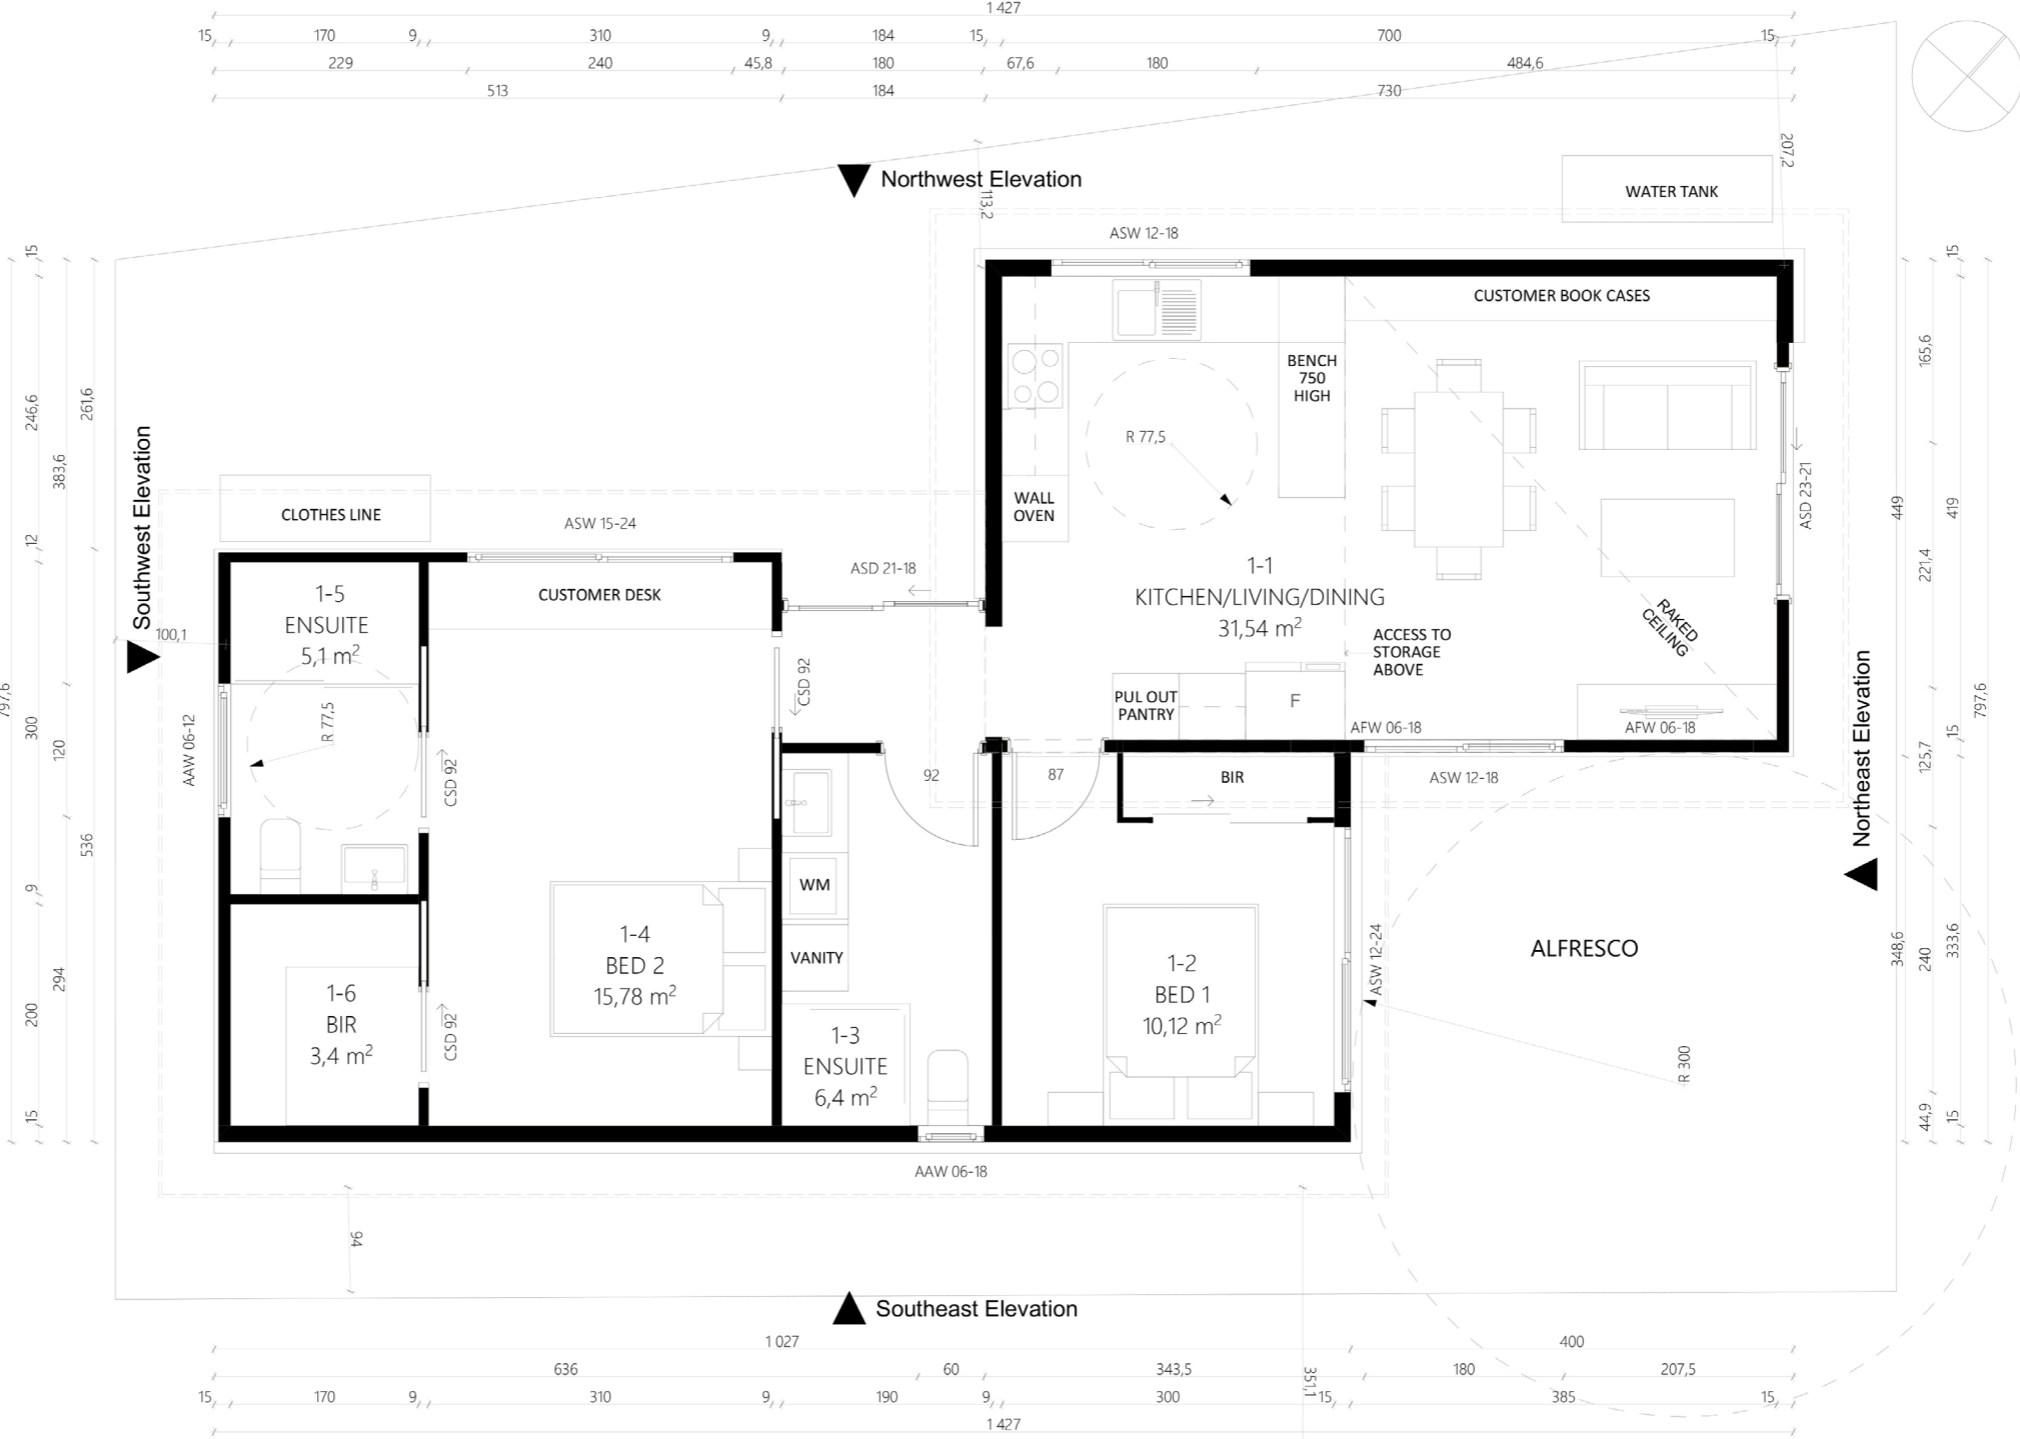 1 427
15 170 9 310 9 184 15 700 15
229 240 45,8 180 67,6 180 484,6
513 184 730
207,2
113,2
Northwest Elevation
WATER TANK
ASW 12-18
CUSTOMER BOOK CASES
BENCH
750
HIGH
R 77,5
WALL
OVEN
1-1
KITCHEN/LIVING/DINING
31,54 m²
ACCESS TO
STORAGE
ABOVE
RAKED
CEILING
PUL OUT
PANTRY
F
AFW 06-18
AFW 06-18
ASW 12-18
ASD 23-21
CLOTHES LINE
ASW 15-24
ASD 21-18
CUSTOMER DESK
1-5
ENSUITE
5,1 m²
R 77,5
100,1
AAW 06-12
CSD 92
CSD 92
CSD 92
92
87
BIR
WM
VANITY
1-4
BED 2
15,78 m²
1-6
BIR
3,4 m²
1-3
ENSUITE
6,4 m²
1-2
BED 1
10,12 m²
ASW 12-24
ALFRESCO
R 300
AAW 06-18
94
351,1
Southwest Elevation
Northeast Elevation
Southeast Elevation
797,6
15 246,6 12 300 9 200 15
383,6 120 294
261,6 536
449 348,6
165,6 221,4 125,7 240 44,9
15 419 15 333,6 15
797,6
1 027 400
636 60 343,5 180 207,5
15 170 9 310 9 190 9 300 15 385 15
1 427